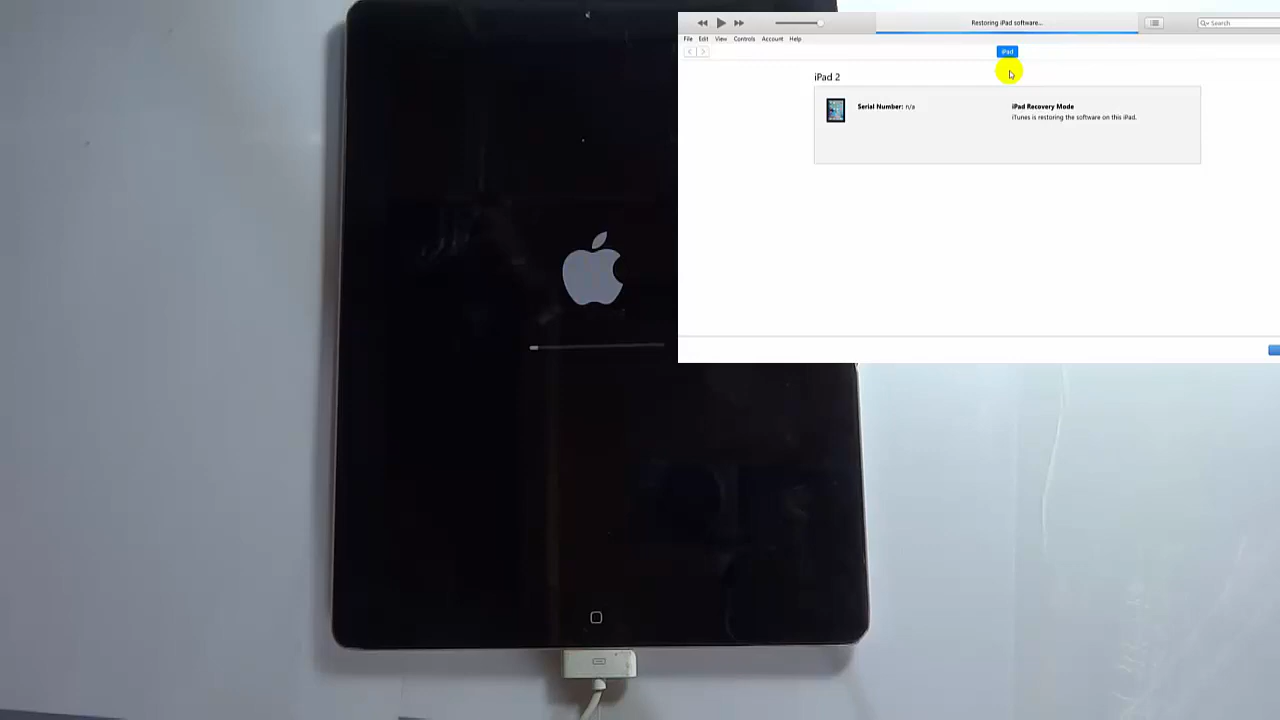 Restoring iPad software...
Search
File Edit View Controls Account Help
iPad
iPad 2
Serial Number: n/a
iPad Recovery Mode
iTunes is restoring the software on this iPad.